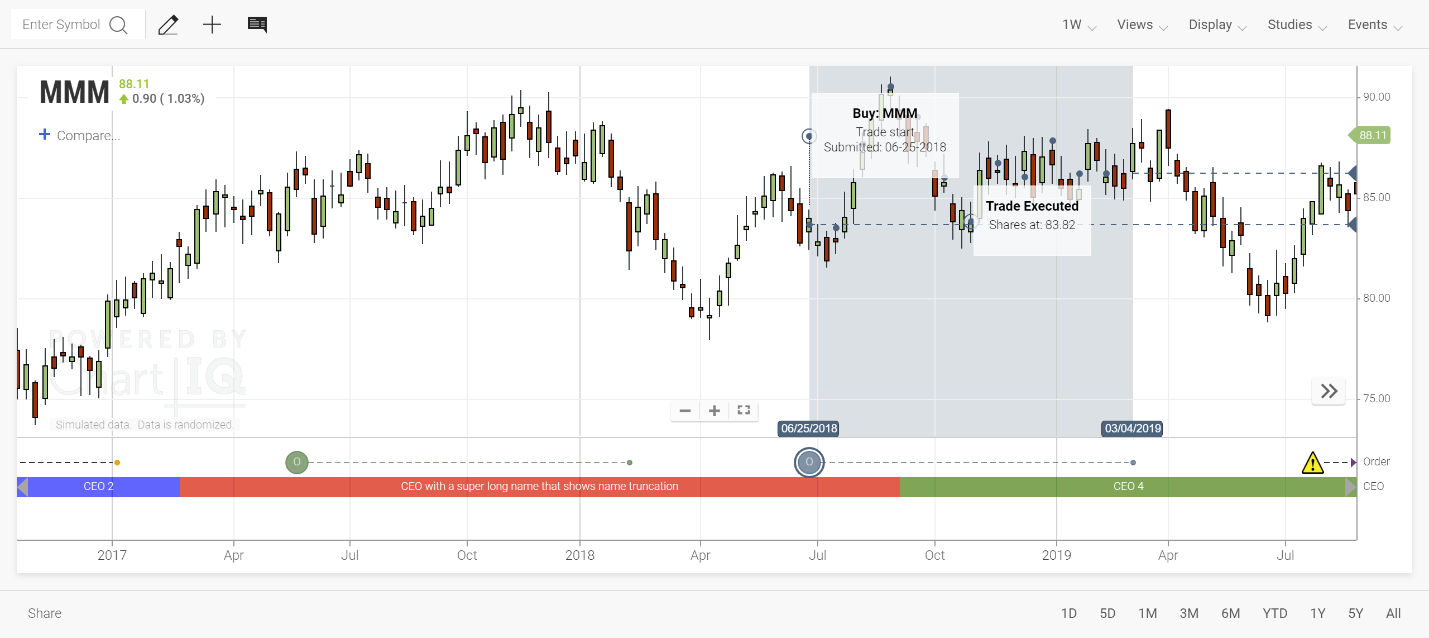 Enter Symbol
1W
Views
Display
Studies
Events
MMM
88.11
0.90 ( 1.03%)
Compare...
Buy: MMM
Trade start
Submitted: 06-25-2018
Trade Executed
Shares at: 83.82
90.00
88.11
85.00
80.00
75.00
POWERED BY
Chart IQ
Simulated data. Data is randomized.
06/25/2018
03/04/2019
O
O
Order
CEO 2
CEO with a super long name that shows name truncation
CEO 4
CEO
2017
Apr
Jul
Oct
2018
Apr
Jul
Oct
2019
Apr
Jul
Share
1D
5D
1M
3M
6M
YTD
1Y
5Y
All